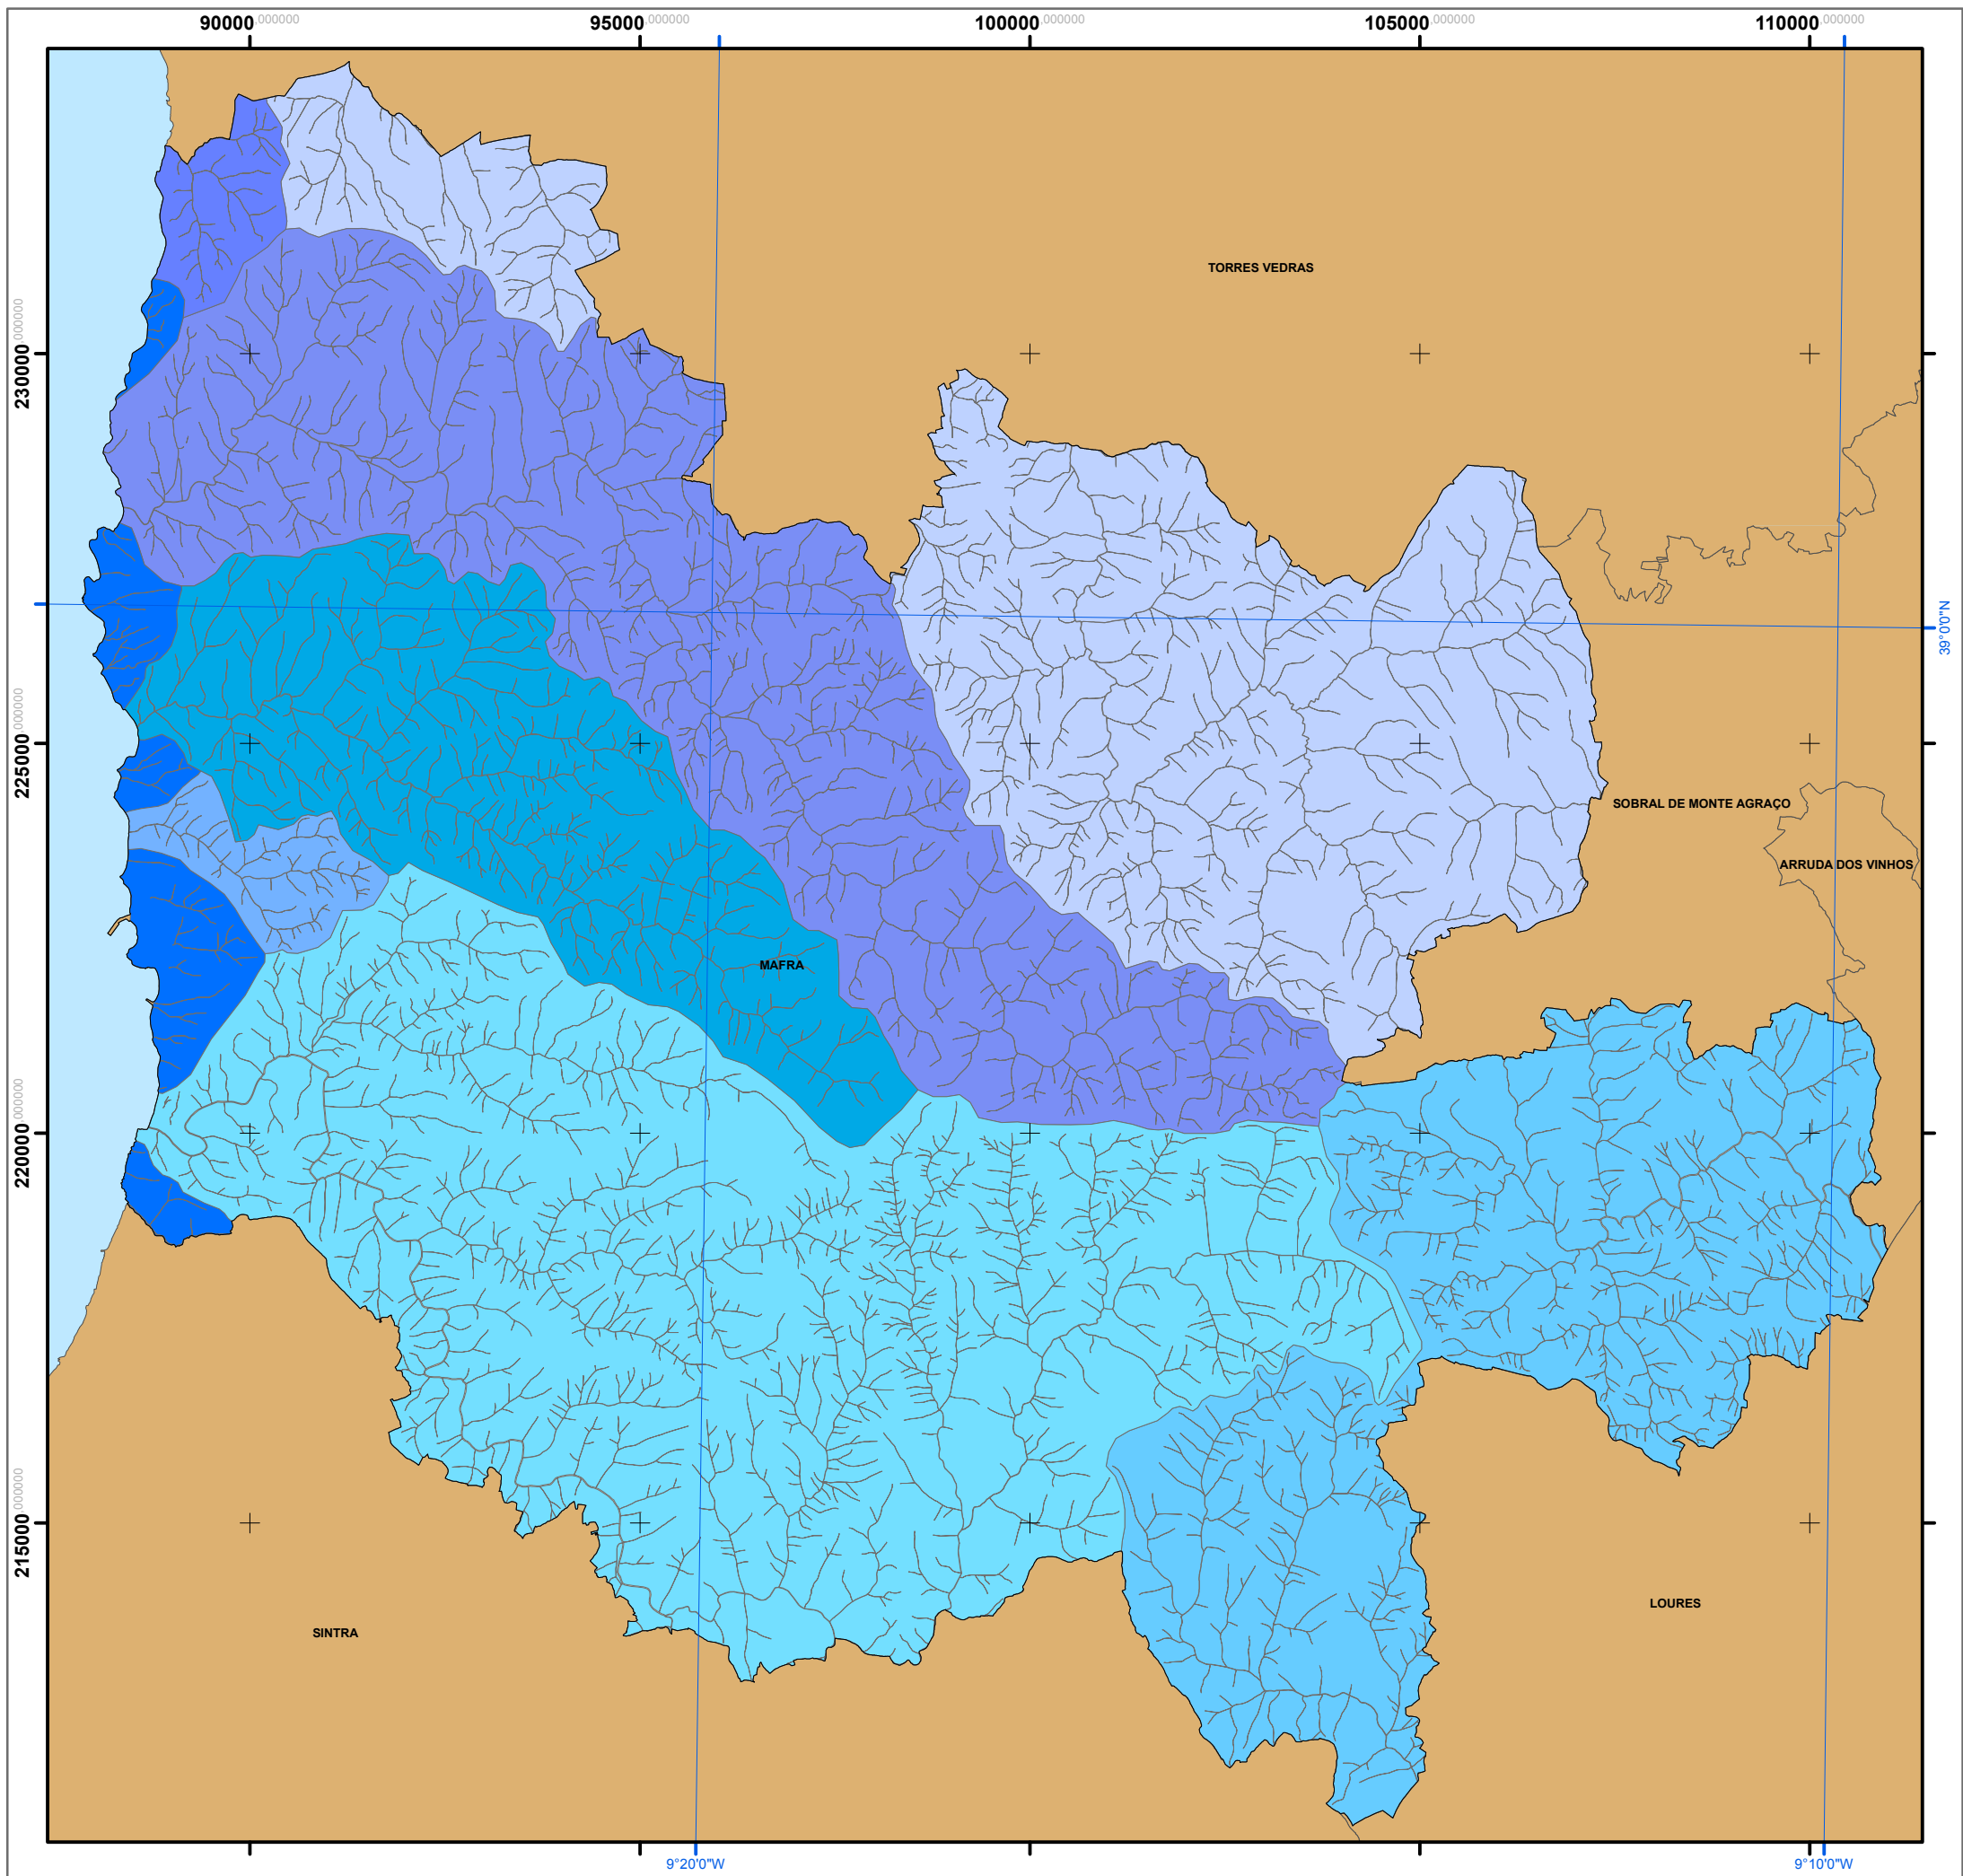 90000,000000 95000,000000 100000,000000 105000,000000 110000,000000
TORRES VEDRAS
230000,000000
39°0'0"N
225000,000000
SOBRAL DE MONTE AGRAÇO
ARRUDA DOS VINHOS
MAFRA
220000,000000
215000,000000
LOURES
SINTRA
9°20'0"W 9°10'0"W